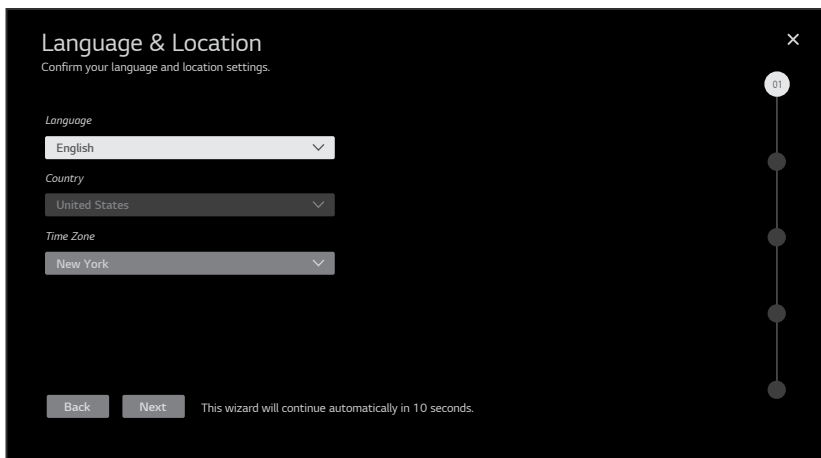 Language & Location
Confirm your language and location settings.
01
Language
English
Country
United States
Time Zone
New York
Back
Next
This wizard will continue automatically in 10 seconds.